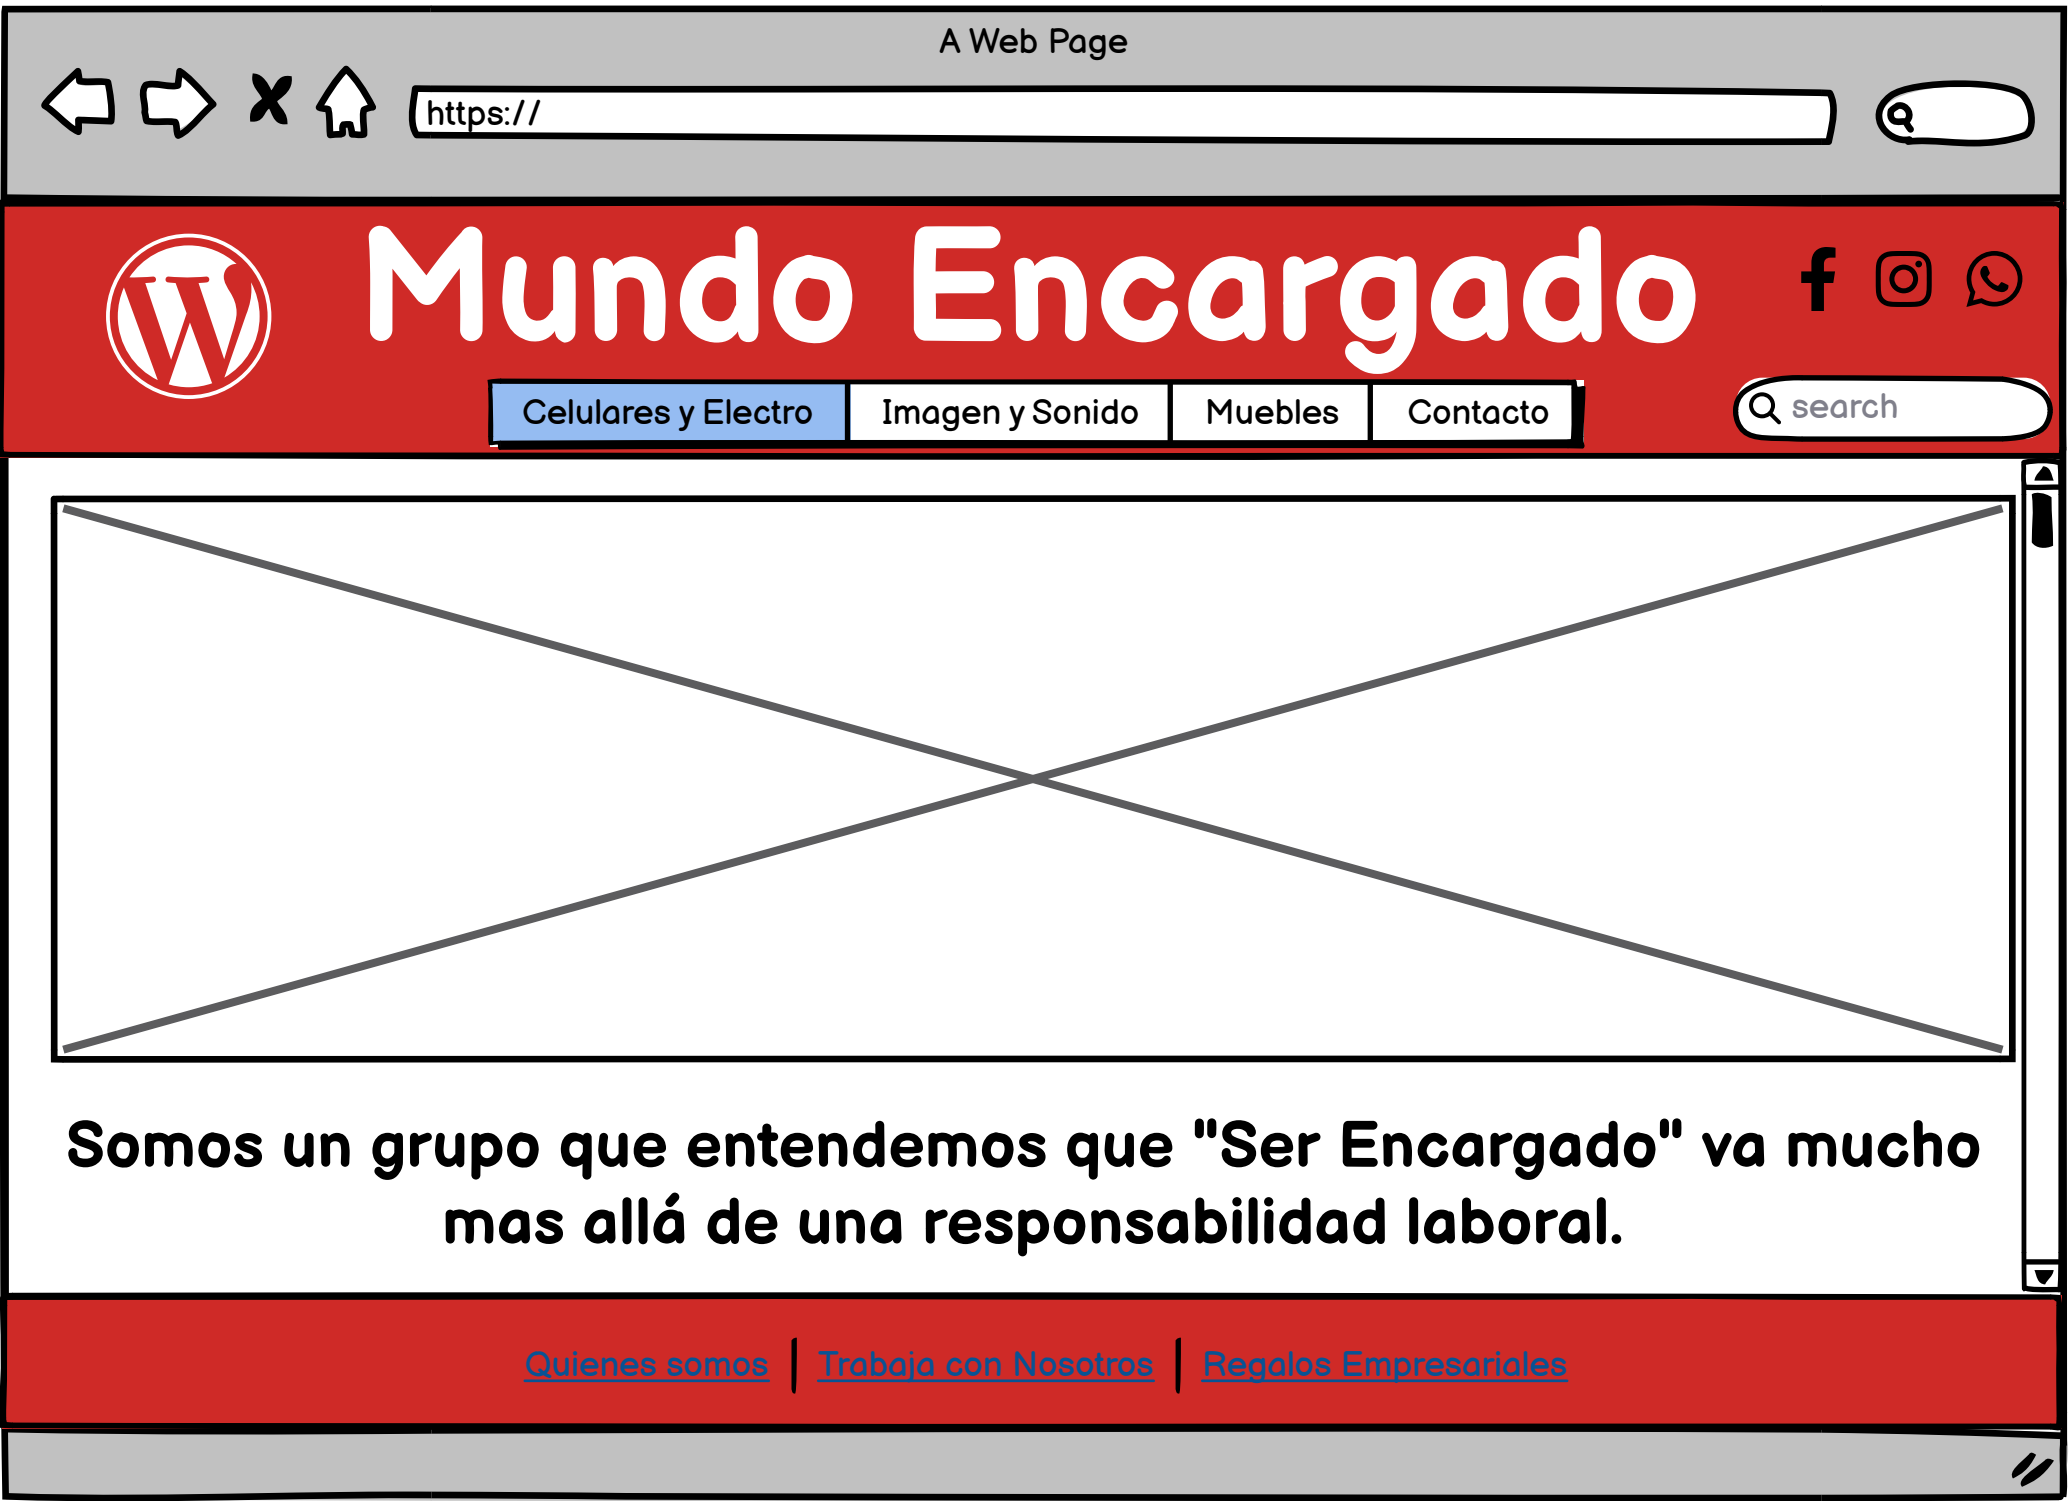 A Web Page
https://
Mundo Encargado
Celulares y Electro
Imagen y Sonido
Muebles
Contacto
search
Somos un grupo que entendemos que "Ser Encargado" va mucho
mas allá de una responsabilidad laboral.
Quienes somos
Trabaja con Nosotros
Regalos Empresariales